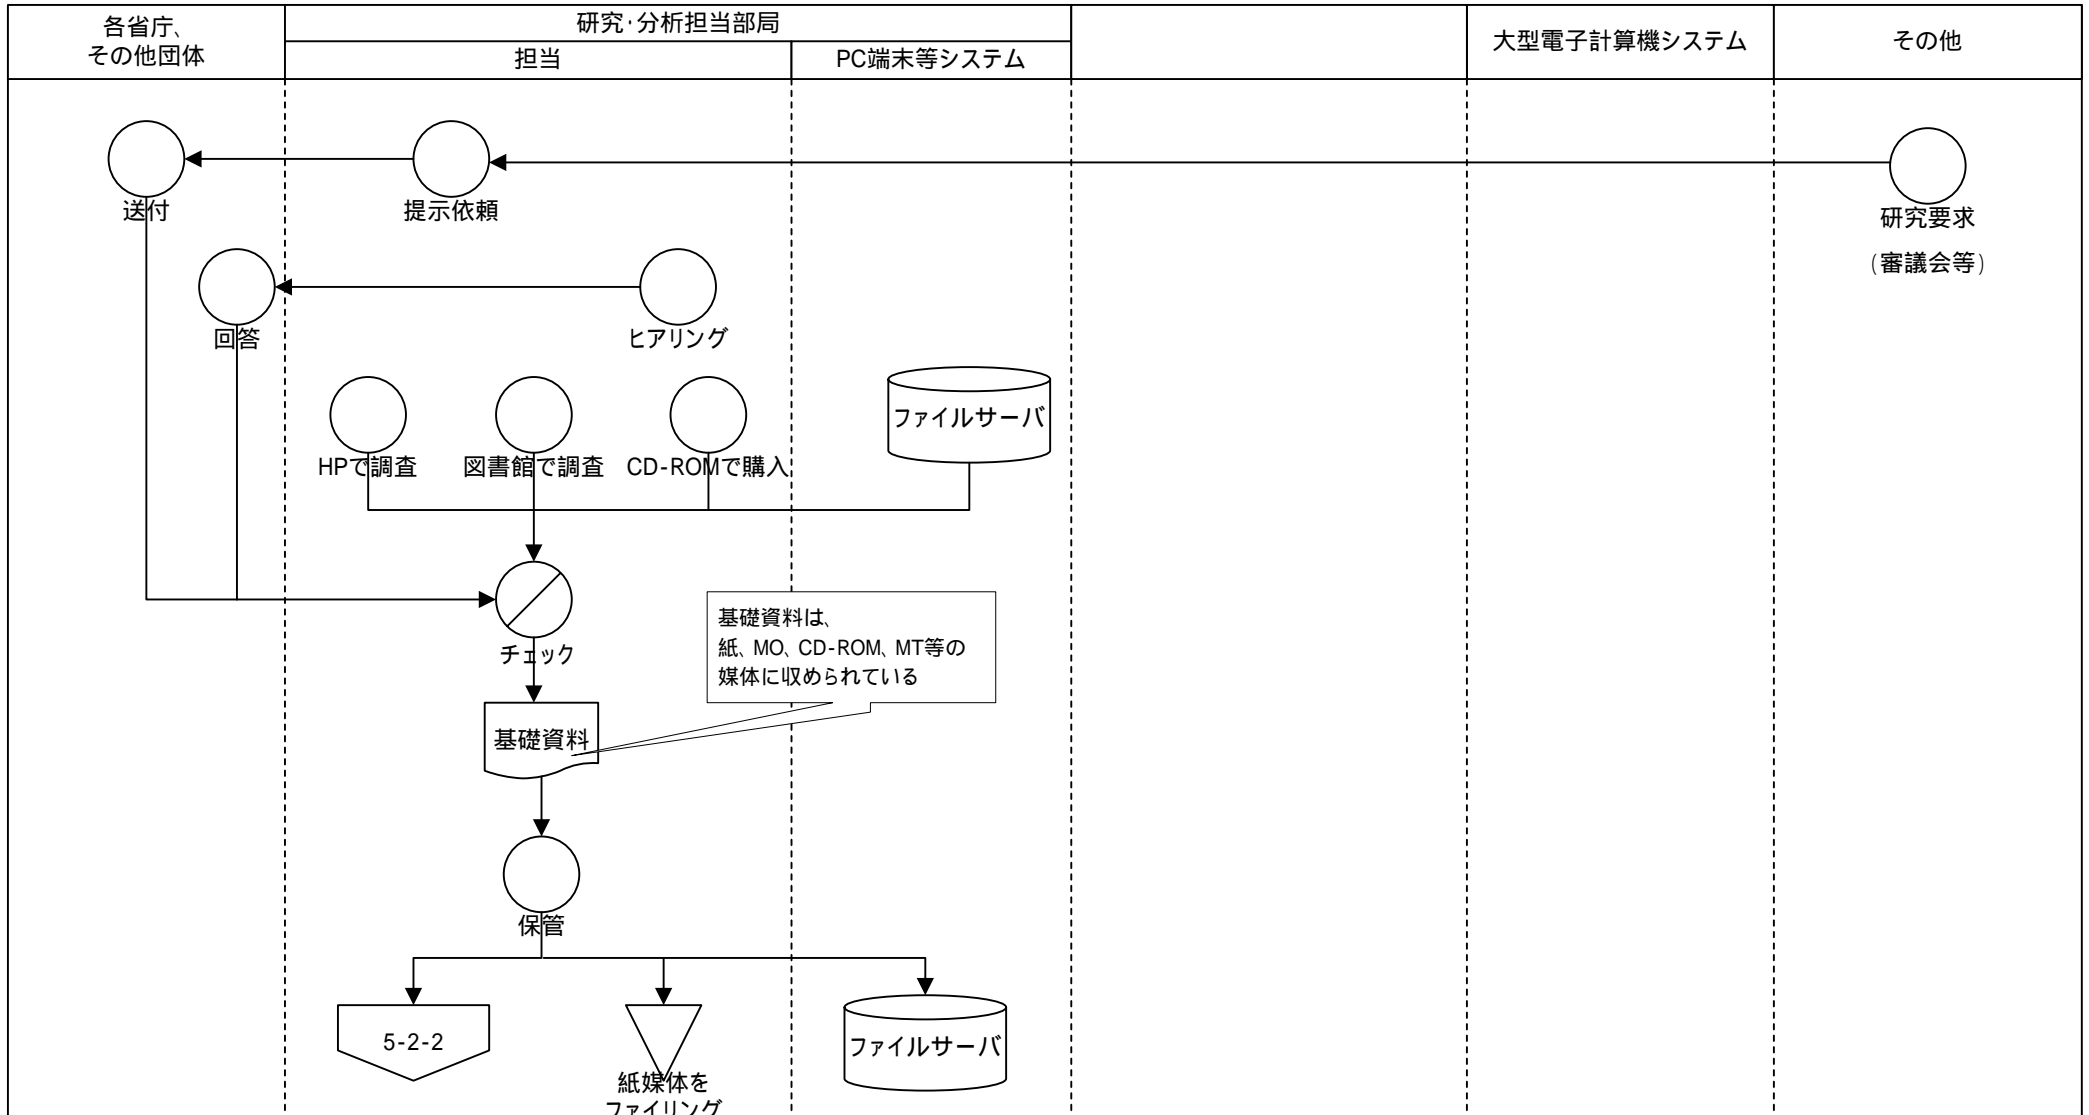 各省庁、
その他団体
研究・分析担当部局
担当
PC端末等システム
大型電子計算機システム
その他
送付
提示依頼
研究要求
(審議会等)
回答
ヒアリング
HPで調査
図書館で調査
CD-ROMで購入
ファイルサーバ
チェック
基礎資料は、
紙、MO、CD-ROM、MT等の
媒体に収められている
基礎資料
保管
5-2-2
紙媒体を
ファイリング
ファイルサーバ